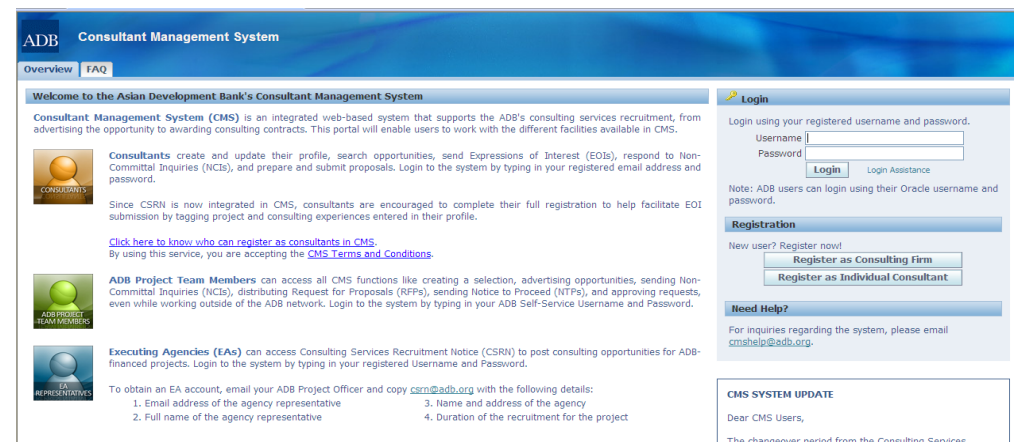 ADB Consultant Management System
Overview FAQ
Welcome to the Asian Development Bank's Consultant Management System
Consultant Management System (CMS) is an integrated web-based system that supports the ADB's consulting services recruitment, from
advertising the opportunity to awarding consulting contracts. This portal will enable users to work with the different facilities available in CMS.
CONSULTANTS
Consultants create and update their profile, search opportunities, send Expressions of Interest (EOIs), respond to Non-
Committal Inquiries (NCIs), and prepare and submit proposals. Login to the system by typing in your registered email address and
password.
Since CSRN is now integrated in CMS, consultants are encouraged to complete their full registration to help facilitate EOI
submission by tagging project and consulting experiences entered in their profile.
Click here to know who can register as consultants in CMS.
By using this service, you are accepting the CMS Terms and Conditions.
ADB PROJECT
TEAM MEMBERS
ADB Project Team Members can access all CMS functions like creating a selection, advertising opportunities, sending Non-
Committal Inquiries (NCIs), distributing Request for Proposals (RFPs), sending Notice to Proceed (NTPs), and approving requests,
even while working outside of the ADB network. Login to the system by typing in your ADB Self-Service Username and Password.
EA
REPRESENTATIVES
Executing Agencies (EAs) can access Consulting Services Recruitment Notice (CSRN) to post consulting opportunities for ADB-
financed projects. Login to the system by typing in your registered Username and Password.
To obtain an EA account, email your ADB Project Officer and copy csrn@adb.org with the following details:
1. Email address of the agency representative
2. Full name of the agency representative
3. Name and address of the agency
4. Duration of the recruitment for the project
Login
Login using your registered username and password.
Username
Password
Login Login Assistance
Note: ADB users can login using their Oracle username and
password.
Registration
New user? Register now!
Register as Consulting Firm
Register as Individual Consultant
Need Help?
For inquiries regarding the system, please email
cmshelp@adb.org.
CMS SYSTEM UPDATE
Dear CMS Users,
The changeover period from the Consulting Services